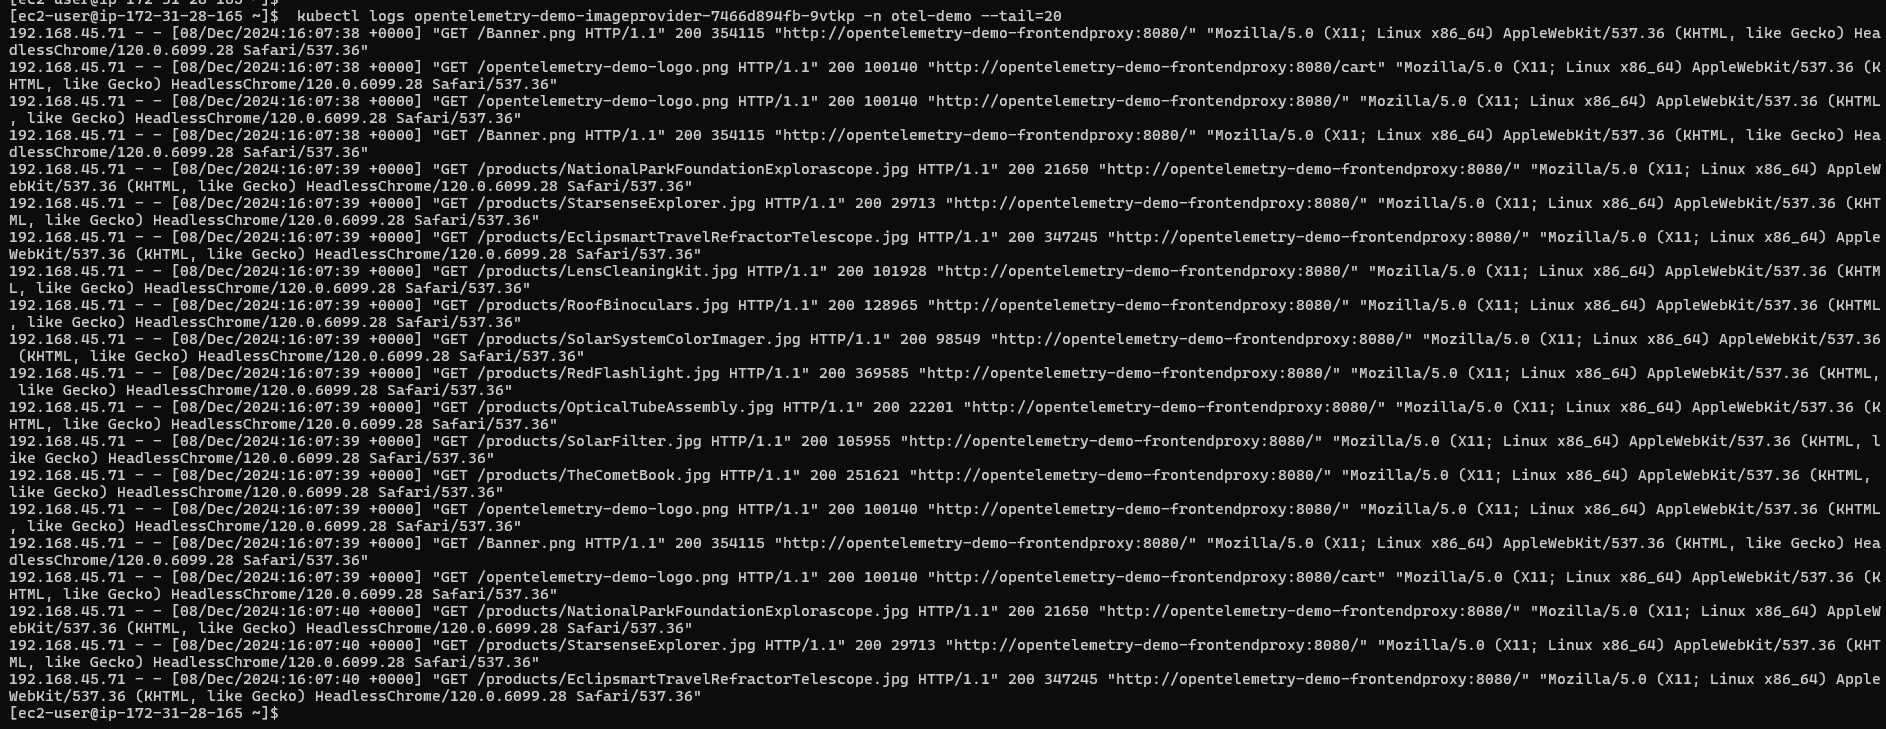 [ec2-user@ip-172-31-28-165 ~]$
[ec2-user@ip-172-31-28-165 ~]$  kubectl logs opentelemetry-demo-imageprovider-7466d894fb-9vtkp -n otel-demo --tail=20
192.168.45.71 - - [08/Dec/2024:16:07:38 +0000] "GET /Banner.png HTTP/1.1" 200 354115 "http://opentelemetry-demo-frontendproxy:8080/" "Mozilla/5.0 (X11; Linux x86_64) AppleWebKit/537.36 (KHTML, like Gecko) Hea
dlessChrome/120.0.6099.28 Safari/537.36"
192.168.45.71 - - [08/Dec/2024:16:07:38 +0000] "GET /opentelemetry-demo-logo.png HTTP/1.1" 200 100140 "http://opentelemetry-demo-frontendproxy:8080/cart" "Mozilla/5.0 (X11; Linux x86_64) AppleWebKit/537.36 (K
HTML, like Gecko) HeadlessChrome/120.0.6099.28 Safari/537.36"
192.168.45.71 - - [08/Dec/2024:16:07:38 +0000] "GET /opentelemetry-demo-logo.png HTTP/1.1" 200 100140 "http://opentelemetry-demo-frontendproxy:8080/" "Mozilla/5.0 (X11; Linux x86_64) AppleWebKit/537.36 (KHTML
, like Gecko) HeadlessChrome/120.0.6099.28 Safari/537.36"
192.168.45.71 - - [08/Dec/2024:16:07:38 +0000] "GET /Banner.png HTTP/1.1" 200 354115 "http://opentelemetry-demo-frontendproxy:8080/" "Mozilla/5.0 (X11; Linux x86_64) AppleWebKit/537.36 (KHTML, like Gecko) Hea
dlessChrome/120.0.6099.28 Safari/537.36"
192.168.45.71 - - [08/Dec/2024:16:07:39 +0000] "GET /products/NationalParkFoundationExplorascope.jpg HTTP/1.1" 200 21650 "http://opentelemetry-demo-frontendproxy:8080/" "Mozilla/5.0 (X11; Linux x86_64) AppleW
ebKit/537.36 (KHTML, like Gecko) HeadlessChrome/120.0.6099.28 Safari/537.36"
192.168.45.71 - - [08/Dec/2024:16:07:39 +0000] "GET /products/StarsenseExplorer.jpg HTTP/1.1" 200 29713 "http://opentelemetry-demo-frontendproxy:8080/" "Mozilla/5.0 (X11; Linux x86_64) AppleWebKit/537.36 (KHT
ML, like Gecko) HeadlessChrome/120.0.6099.28 Safari/537.36"
192.168.45.71 - - [08/Dec/2024:16:07:39 +0000] "GET /products/EclipsmartTravelRefractorTelescope.jpg HTTP/1.1" 200 347245 "http://opentelemetry-demo-frontendproxy:8080/" "Mozilla/5.0 (X11; Linux x86_64) Apple
WebKit/537.36 (KHTML, like Gecko) HeadlessChrome/120.0.6099.28 Safari/537.36"
192.168.45.71 - - [08/Dec/2024:16:07:39 +0000] "GET /products/LensCleaningKit.jpg HTTP/1.1" 200 101928 "http://opentelemetry-demo-frontendproxy:8080/" "Mozilla/5.0 (X11; Linux x86_64) AppleWebKit/537.36 (KHTM
L, like Gecko) HeadlessChrome/120.0.6099.28 Safari/537.36"
192.168.45.71 - - [08/Dec/2024:16:07:39 +0000] "GET /products/RoofBinoculars.jpg HTTP/1.1" 200 128965 "http://opentelemetry-demo-frontendproxy:8080/" "Mozilla/5.0 (X11; Linux x86_64) AppleWebKit/537.36 (KHTML
, like Gecko) HeadlessChrome/120.0.6099.28 Safari/537.36"
192.168.45.71 - - [08/Dec/2024:16:07:39 +0000] "GET /products/SolarSystemColorImager.jpg HTTP/1.1" 200 98549 "http://opentelemetry-demo-frontendproxy:8080/" "Mozilla/5.0 (X11; Linux x86_64) AppleWebKit/537.36
 (KHTML, like Gecko) HeadlessChrome/120.0.6099.28 Safari/537.36"
192.168.45.71 - - [08/Dec/2024:16:07:39 +0000] "GET /products/RedFlashlight.jpg HTTP/1.1" 200 369585 "http://opentelemetry-demo-frontendproxy:8080/" "Mozilla/5.0 (X11; Linux x86_64) AppleWebKit/537.36 (KHTML,
 like Gecko) HeadlessChrome/120.0.6099.28 Safari/537.36"
192.168.45.71 - - [08/Dec/2024:16:07:39 +0000] "GET /products/OpticalTubeAssembly.jpg HTTP/1.1" 200 22201 "http://opentelemetry-demo-frontendproxy:8080/" "Mozilla/5.0 (X11; Linux x86_64) AppleWebKit/537.36 (K
HTML, like Gecko) HeadlessChrome/120.0.6099.28 Safari/537.36"
192.168.45.71 - - [08/Dec/2024:16:07:39 +0000] "GET /products/SolarFilter.jpg HTTP/1.1" 200 105955 "http://opentelemetry-demo-frontendproxy:8080/" "Mozilla/5.0 (X11; Linux x86_64) AppleWebKit/537.36 (KHTML, l
ike Gecko) HeadlessChrome/120.0.6099.28 Safari/537.36"
192.168.45.71 - - [08/Dec/2024:16:07:39 +0000] "GET /products/TheCometBook.jpg HTTP/1.1" 200 251621 "http://opentelemetry-demo-frontendproxy:8080/" "Mozilla/5.0 (X11; Linux x86_64) AppleWebKit/537.36 (KHTML, 
like Gecko) HeadlessChrome/120.0.6099.28 Safari/537.36"
192.168.45.71 - - [08/Dec/2024:16:07:39 +0000] "GET /opentelemetry-demo-logo.png HTTP/1.1" 200 100140 "http://opentelemetry-demo-frontendproxy:8080/" "Mozilla/5.0 (X11; Linux x86_64) AppleWebKit/537.36 (KHTML
, like Gecko) HeadlessChrome/120.0.6099.28 Safari/537.36"
192.168.45.71 - - [08/Dec/2024:16:07:39 +0000] "GET /Banner.png HTTP/1.1" 200 354115 "http://opentelemetry-demo-frontendproxy:8080/" "Mozilla/5.0 (X11; Linux x86_64) AppleWebKit/537.36 (KHTML, like Gecko) Hea
dlessChrome/120.0.6099.28 Safari/537.36"
192.168.45.71 - - [08/Dec/2024:16:07:39 +0000] "GET /opentelemetry-demo-logo.png HTTP/1.1" 200 100140 "http://opentelemetry-demo-frontendproxy:8080/cart" "Mozilla/5.0 (X11; Linux x86_64) AppleWebKit/537.36 (K
HTML, like Gecko) HeadlessChrome/120.0.6099.28 Safari/537.36"
192.168.45.71 - - [08/Dec/2024:16:07:40 +0000] "GET /products/NationalParkFoundationExplorascope.jpg HTTP/1.1" 200 21650 "http://opentelemetry-demo-frontendproxy:8080/" "Mozilla/5.0 (X11; Linux x86_64) AppleW
ebKit/537.36 (KHTML, like Gecko) HeadlessChrome/120.0.6099.28 Safari/537.36"
192.168.45.71 - - [08/Dec/2024:16:07:40 +0000] "GET /products/StarsenseExplorer.jpg HTTP/1.1" 200 29713 "http://opentelemetry-demo-frontendproxy:8080/" "Mozilla/5.0 (X11; Linux x86_64) AppleWebKit/537.36 (KHT
ML, like Gecko) HeadlessChrome/120.0.6099.28 Safari/537.36"
192.168.45.71 - - [08/Dec/2024:16:07:40 +0000] "GET /products/EclipsmartTravelRefractorTelescope.jpg HTTP/1.1" 200 347245 "http://opentelemetry-demo-frontendproxy:8080/" "Mozilla/5.0 (X11; Linux x86_64) Apple
WebKit/537.36 (KHTML, like Gecko) HeadlessChrome/120.0.6099.28 Safari/537.36"
[ec2-user@ip-172-31-28-165 ~]$